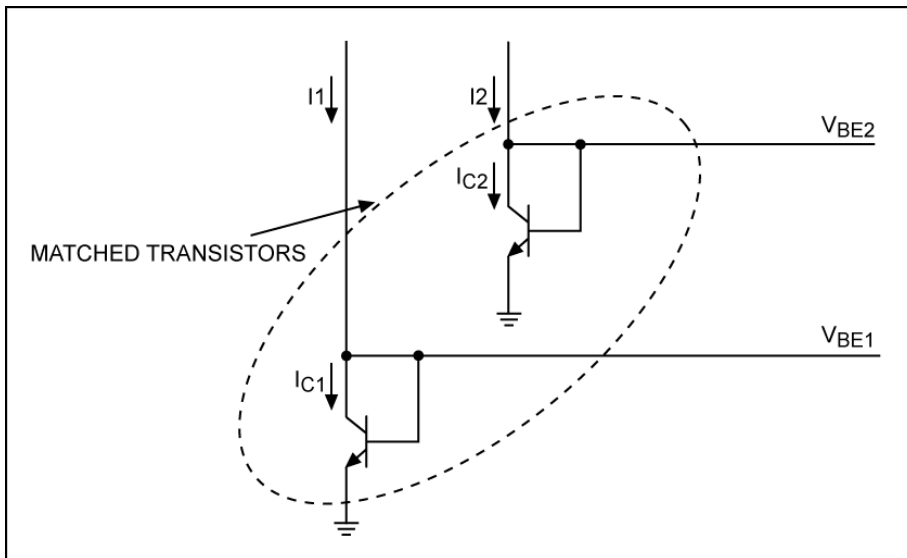 I1
I2
VBE2
IC2
MATCHED TRANSISTORS
VBE1
IC1